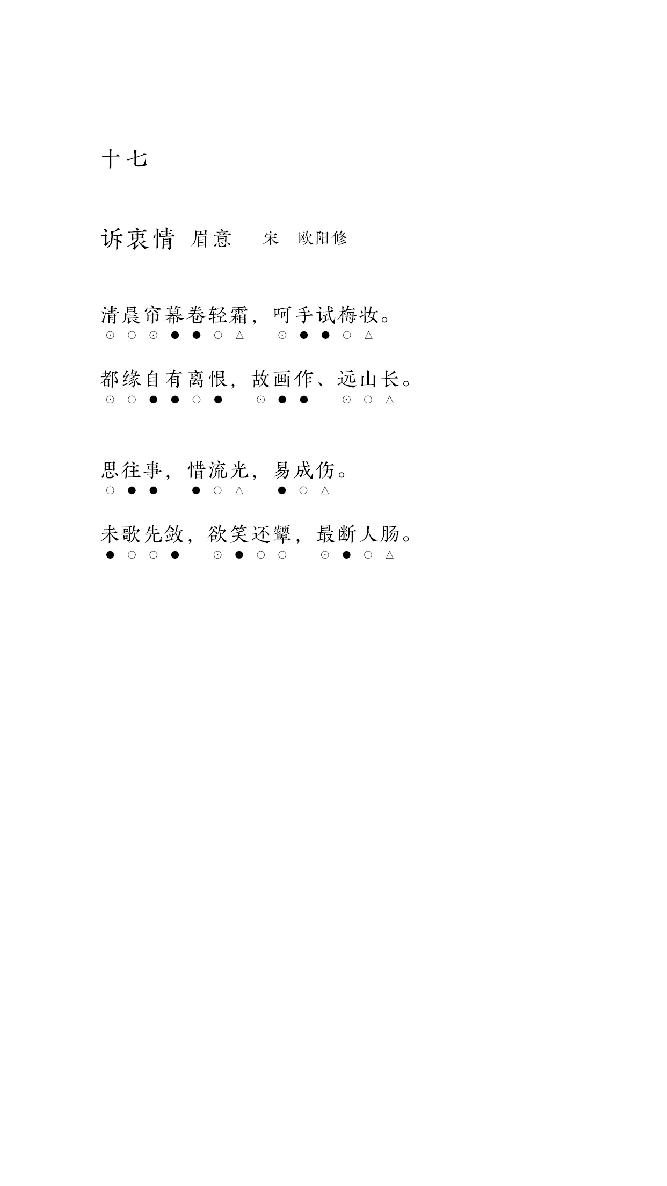 十七
诉衷情 眉意 宋 欧阳修
清晨帘幕卷轻霜，呵手试梅妆。
⊙○⊙●●○△ ⊙●●○△
都缘自有离恨，故画作、远山长。
⊙○●●○● ⊙●● ⊙○△
思往事，惜流光，易成伤。
○●● ●○△ ●○△
未歌先敛，欲笑还颦，最断人肠。
●○○● ⊙●○○ ⊙●○△